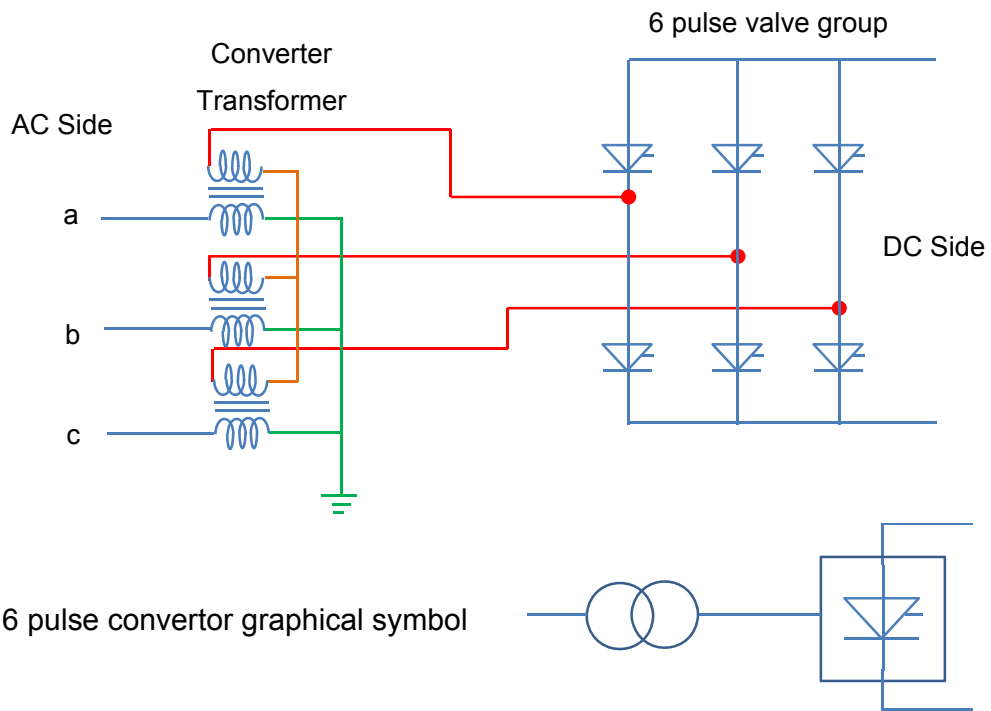 6 pulse valve group
Converter
Transformer
AC Side
a
DC Side
b
c
6 pulse convertor graphical symbol